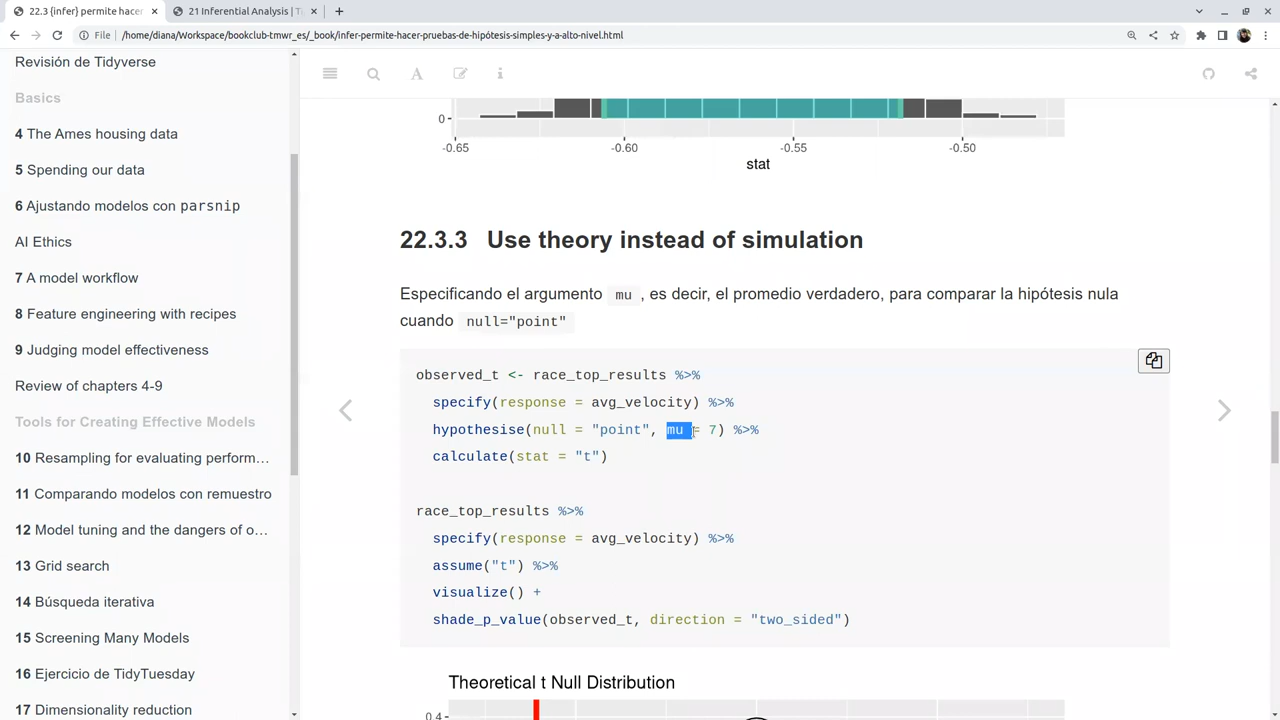 22.3 {infer} permite hacer
21 Inferential Analysis | Ti
File
/home/diana/Workspace/bookclub-tmwr_es/_book/infer-permite-hacer-pruebas-de-hipótesis-simples-y-a-alto-nivel.html
Revisión de Tidyverse
Basics
4 The Ames housing data
5 Spending our data
6 Ajustando modelos con parsnip
AI Ethics
7 A model workflow
8 Feature engineering with recipes
9 Judging model effectiveness
Review of chapters 4-9
Tools for Creating Effective Models
10 Resampling for evaluating perform…
11 Comparando modelos con remuestro
12 Model tuning and the dangers of o…
13 Grid search
14 Búsqueda iterativa
15 Screening Many Models
16 Ejercicio de TidyTuesday
17 Dimensionality reduction
0
-0.65 -0.60 -0.55 -0.50
stat
22.3.3 Use theory instead of simulation
Especificando el argumento mu , es decir, el promedio verdadero, para comparar la hipótesis nula
cuando null="point"
observed_t <- race_top_results %>%
specify(response = avg_velocity) %>%
hypothesise(null = "point", mu = 7) %>%
calculate(stat = "t")
race_top_results %>%
specify(response = avg_velocity) %>%
assume("t") %>%
visualize() +
shade_p_value(observed_t, direction = "two_sided")
Theoretical t Null Distribution
0.4